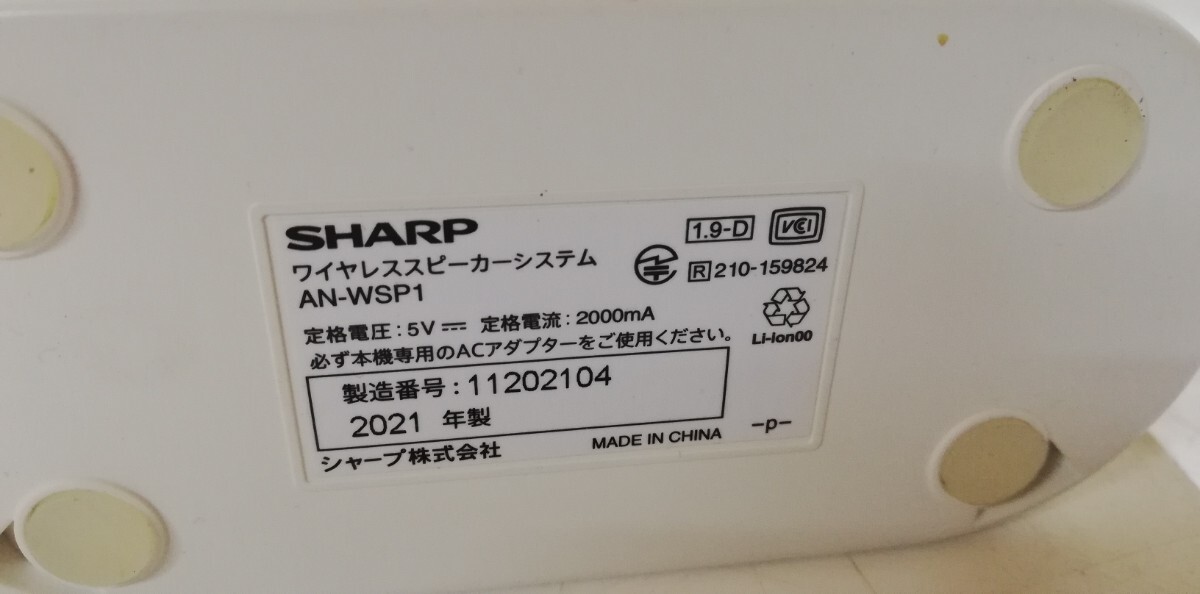 SHARP
ワイヤレススピーカーシステム
AN-WSP1
1.9-D VCCI
R 210-159824
定格電圧:5V 定格電流:2000mA
必ず本機専用のACアダプターをご使用ください。
Li-ion00
製造番号:11202104
2021 年製
シャープ株式会社
MADE IN CHINA
-p-